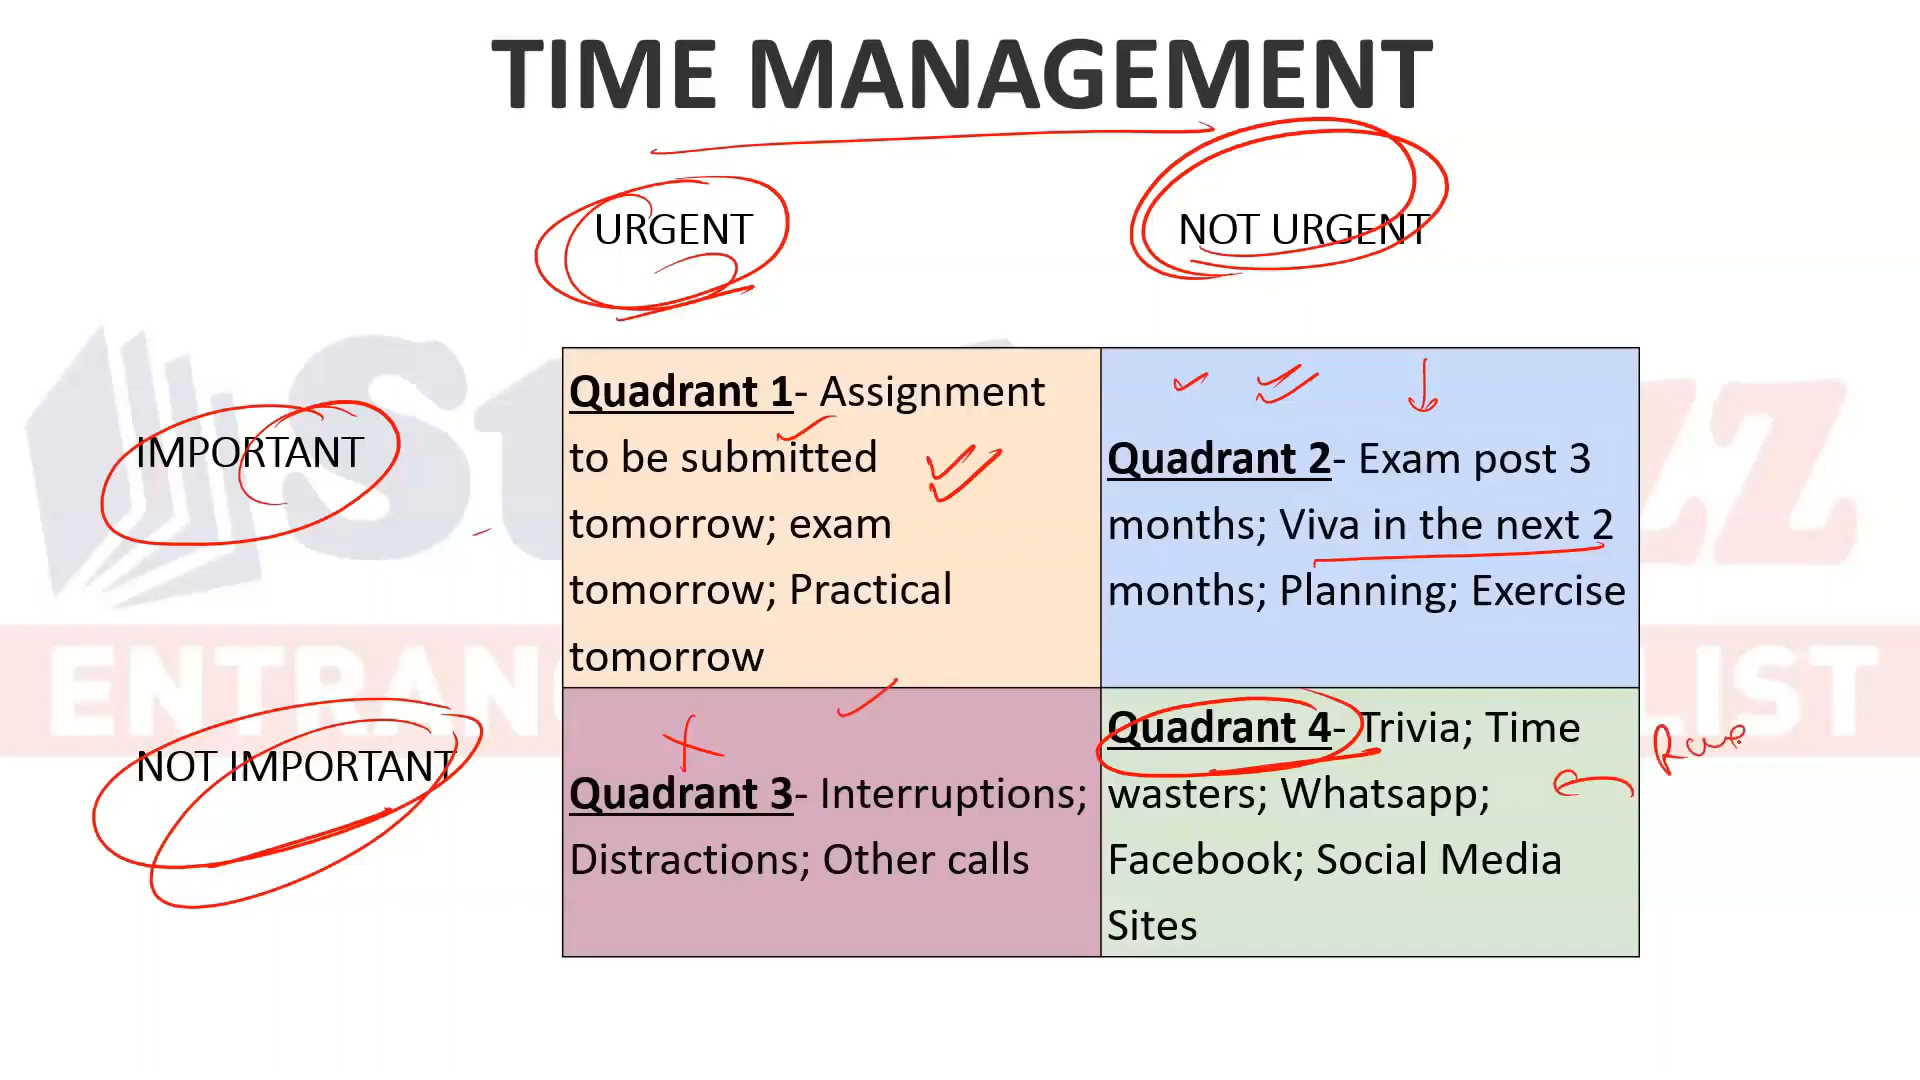 TIME MANAGEMENT
URGENT
NOT URGENT
IMPORTANT
Quadrant 1- Assignment
to be submitted
tomorrow; exam
tomorrow; Practical
tomorrow
Quadrant 2- Exam post 3
months; Viva in the next 2
months; Planning; Exercise
NOT IMPORTANT
Quadrant 3- Interruptions;
Distractions; Other calls
Quadrant 4- Trivia; Time
wasters; Whatsapp;
Facebook; Social Media
Sites